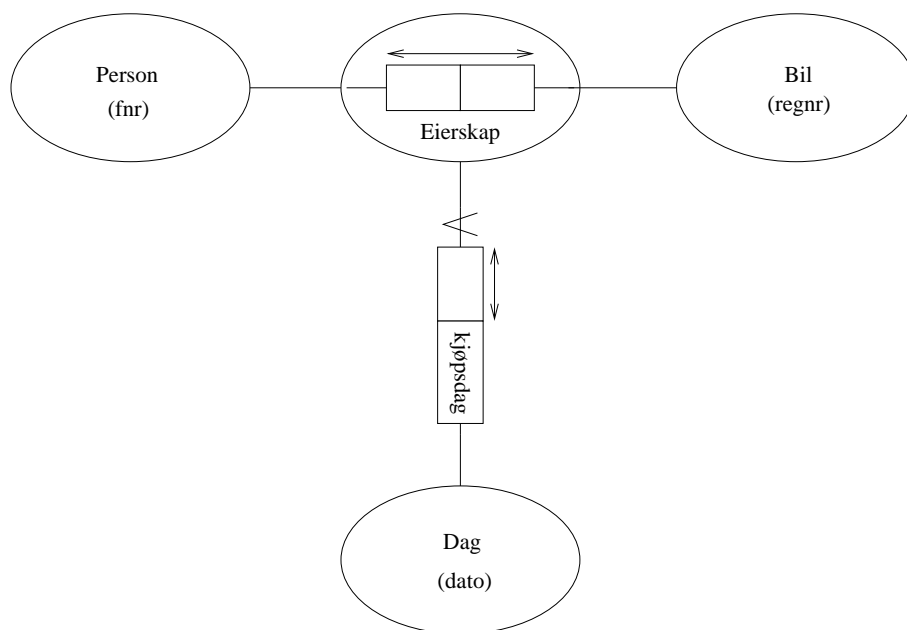 Person
(fnr)
Eierskap
Bil
(regnr)
kjøpsdag
Dag
(dato)